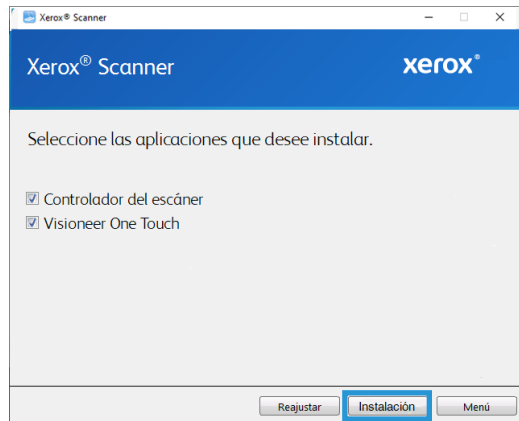 Xerox® Scanner
Xerox® Scanner
xerox®
Seleccione las aplicaciones que desee instalar.
Controlador del escáner
Visioneer One Touch
Reajustar Instalación Menú